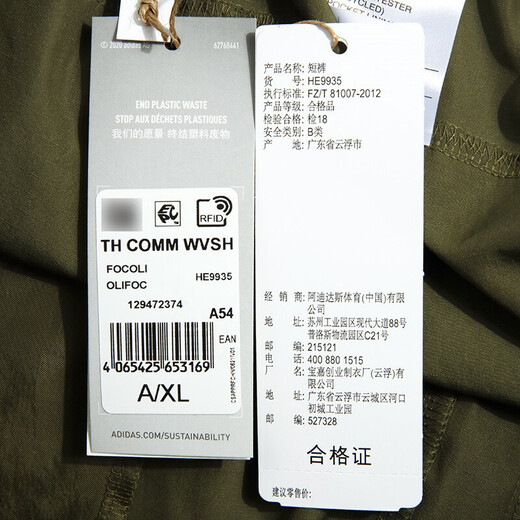 © 2020 adidas AG
62760441
END PLASTIC WASTE
STOP AUX DÉCHETS PLASTIQUES
我们的愿景 终结塑料废物
RFID
TH COMM WVSH
FOCOLI
HE9935
OLIFOC
129472374
A54
EAN
4 065425 653169
A/XL
ADIDAS.COM/SUSTAINABILITY
产品名称: 短裤
货 号: HE9935
执行标准: FZ/T 81007-2012
产品等级: 合格品
检验合格: 检18
安全类别: B类
产 地: 广东省云浮市
经 销 商: 阿迪达斯体育(中国)有限
公司
地 址: 苏州工业园区现代大道88号
普洛斯物流园区C21号
邮 编: 215121
电 话: 400 880 1515
厂 名: 宝嘉创业制衣厂(云浮)有
限公司
地 址: 广东省云浮市云城区河口
初城工业园
邮 编: 527328
合格证
建议零售价: